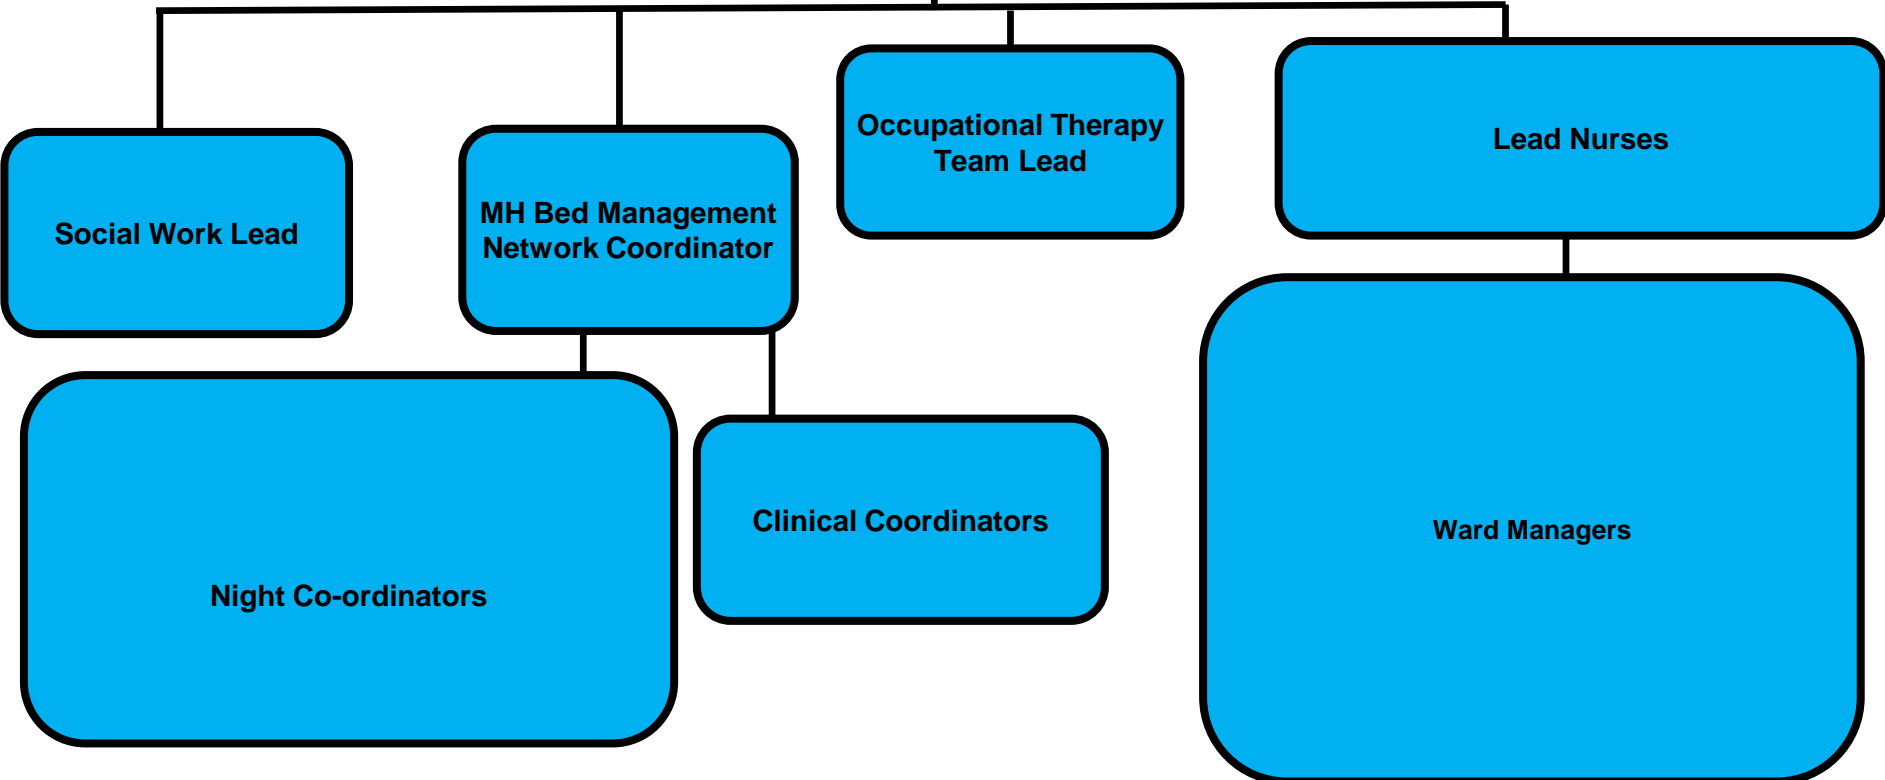 Occupational Therapy
Team Lead
Lead Nurses
Social Work Lead
MH Bed Management
Network Coordinator
Night Co-ordinators
Clinical Coordinators
Ward Managers